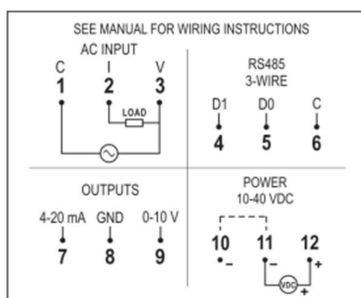 SEE MANUAL FOR WIRING INSTRUCTIONS
AC INPUT
C I V
1 2 3
LOAD
RS485
3-WIRE
D1 D0 C
4 5 6
OUTPUTS
4-20 mA GND 0-10 V
7 8 9
POWER
10-40 VDC
10 11 12
- - +
VDC +